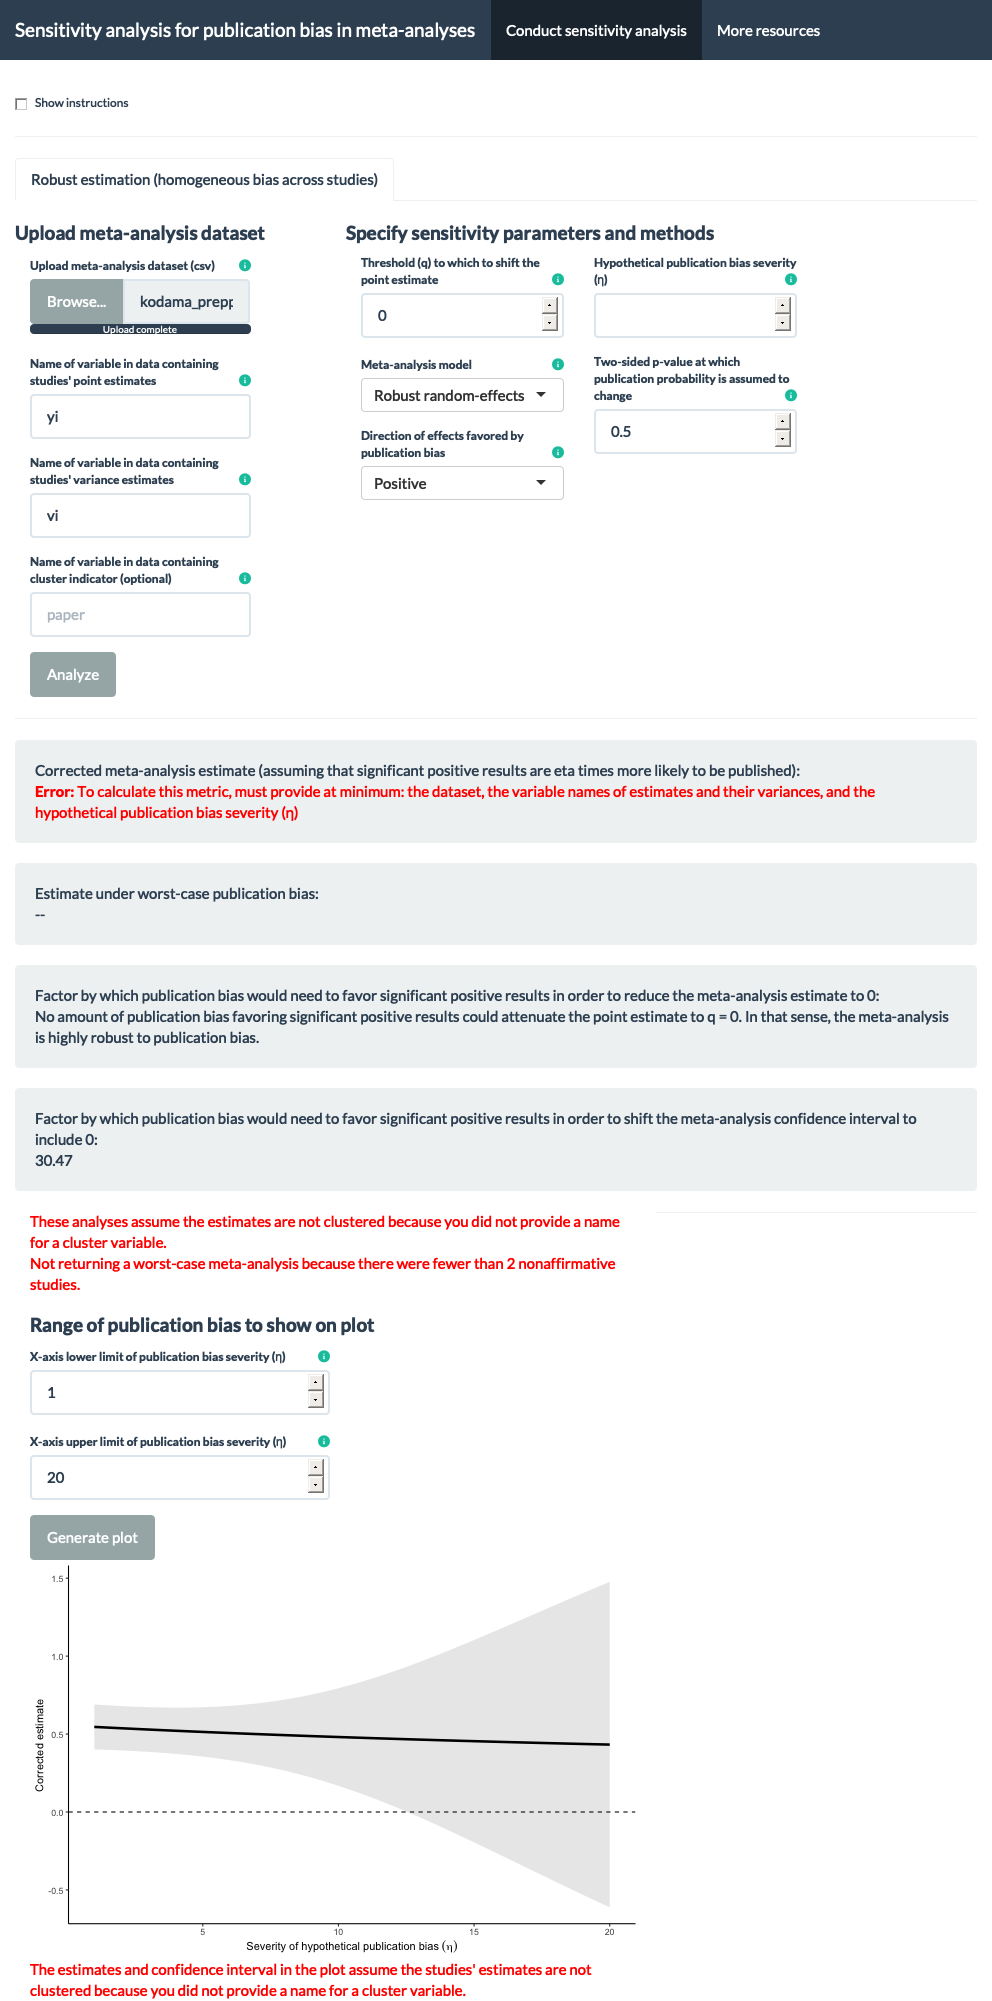 Sensitivity analysis for publication bias in meta-analyses
Conduct sensitivity analysis
More resources
Show instructions
Robust estimation (homogeneous bias across studies)
Upload meta-analysis dataset
Upload meta-analysis dataset (csv)
Browse...
kodama_prepp
Upload complete
Name of variable in data containing
studies' point estimates
yi
Name of variable in data containing
studies' variance estimates
vi
Name of variable in data containing
cluster indicator (optional)
paper
Analyze
Specify sensitivity parameters and methods
Threshold (q) to which to shift the
point estimate
0
Meta-analysis model
Robust random-effects
Direction of effects favored by
publication bias
Positive
Hypothetical publication bias severity
(η)
Two-sided p-value at which
publication probability is assumed to
change
0.5
Corrected meta-analysis estimate (assuming that significant positive results are eta times more likely to be published):
Error: To calculate this metric, must provide at minimum: the dataset, the variable names of estimates and their variances, and the
hypothetical publication bias severity (η)
Estimate under worst-case publication bias:
--
Factor by which publication bias would need to favor significant positive results in order to reduce the meta-analysis estimate to 0:
No amount of publication bias favoring significant positive results could attenuate the point estimate to q = 0. In that sense, the meta-analysis
is highly robust to publication bias.
Factor by which publication bias would need to favor significant positive results in order to shift the meta-analysis confidence interval to
include 0:
30.47
These analyses assume the estimates are not clustered because you did not provide a name
for a cluster variable.
Not returning a worst-case meta-analysis because there were fewer than 2 nonaffirmative
studies.
Range of publication bias to show on plot
X-axis lower limit of publication bias severity (η)
1
X-axis upper limit of publication bias severity (η)
20
Generate plot
1.5
1.0
0.5
0.0
-0.5
Corrected estimate
5
10
15
20
Severity of hypothetical publication bias (η)
The estimates and confidence interval in the plot assume the studies' estimates are not
clustered because you did not provide a name for a cluster variable.